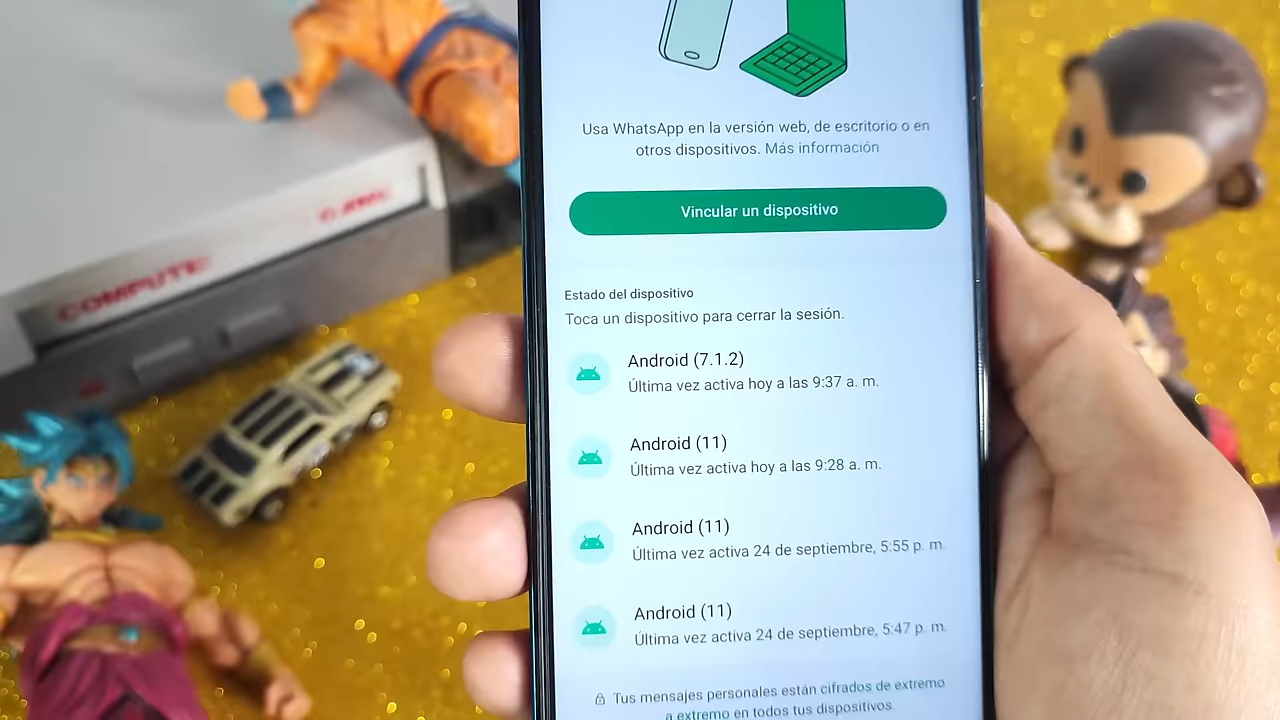 Usa WhatsApp en la versión web, de escritorio o en
otros dispositivos. Más información
Vincular un dispositivo
Estado del dispositivo
Toca un dispositivo para cerrar la sesión.
Android (7.1.2)
Última vez activa hoy a las 9:37 a. m.
Android (11)
Última vez activa hoy a las 9:28 a. m.
Android (11)
Última vez activa 24 de septiembre, 5:55 p. m.
Android (11)
Última vez activa 24 de septiembre, 5:47 p. m.
Tus mensajes personales están cifrados de extremo
a extremo en todos tus dispositivos.
COMPUTE